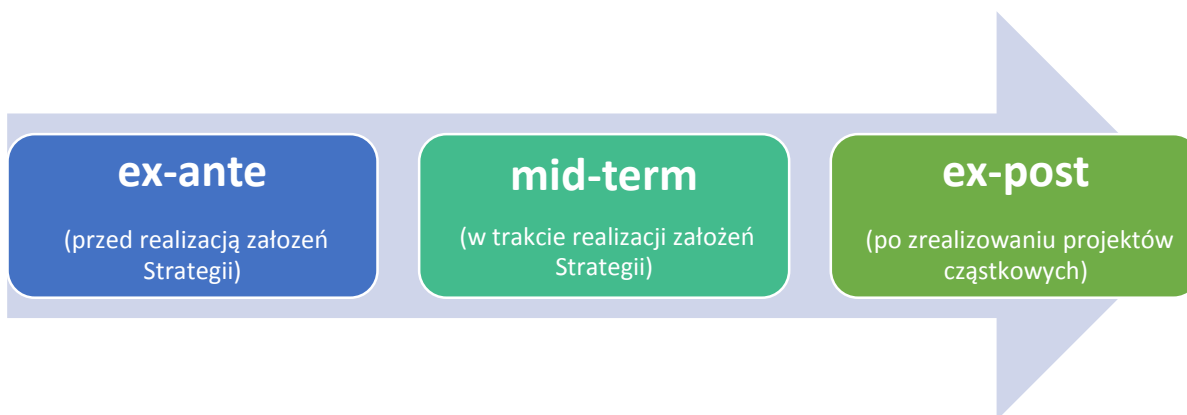 ex-ante
(przed realizacją załozeń
Strategii)
mid-term
(w trakcie realizacji założeń
Strategii)
ex-post
(po zrealizowaniu projektów
cząstkowych)